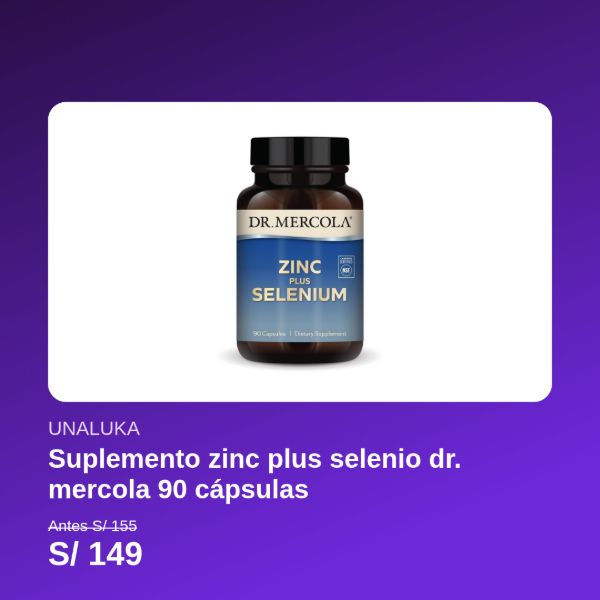 DR. MERCOLA®
ZINC
PLUS
SELENIUM
NSF
90 Capsules | Dietary Supplement
UNALUKA
Suplemento zinc plus selenio dr.
mercola 90 cápsulas
Antes S/ 155
S/ 149